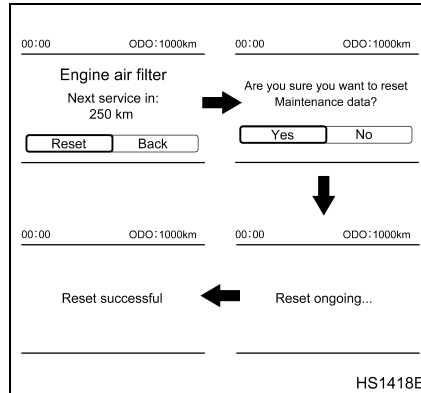 00:00 ODO:1000km
Engine air filter
Next service in:
250 km
Reset Back
00:00 ODO:1000km
Are you sure you want to reset
Maintenance data?
Yes No
00:00 ODO:1000km
Reset ongoing...
00:00 ODO:1000km
Reset successful
HS1418E